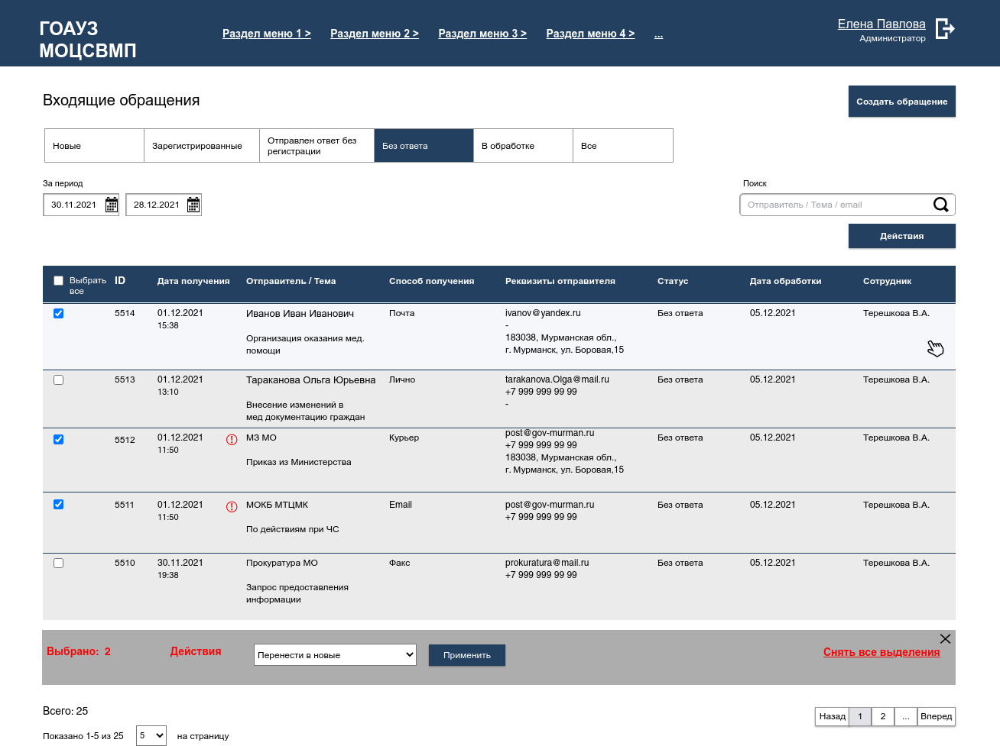 ГОАУЗ
МОЦСВМП
Раздел меню 1 > Раздел меню 2 > Раздел меню 3 > Раздел меню 4 > ...
Елена Павлова
Администратор
Входящие обращения
Создать обращение
Новые Зарегистрированные Отправлен ответ без Без ответа В обработке Все
регистрации
За период Поиск
30.11.2021 28.12.2021 Отправитель / Тема / email
Действия
Выбрать ID Дата получения Отправитель / Тема Способ получения Реквизиты отправителя Статус Дата обработки Сотрудник
все
5514 01.12.2021 Иванов Иван Иванович Почта ivanov@yandex.ru Без ответа 05.12.2021 Терешкова В.А.
15:38 -
Организация оказания мед. 183038, Мурманская обл.,
помощи г. Мурманск, ул. Боровая,15
5513 01.12.2021 Тараканова Ольга Юрьевна Лично tarakanova.Olga@mail.ru Без ответа 05.12.2021 Терешкова В.А.
13:10 +7 999 999 99 99
Внесение изменений в -
мед документацию граждан
post@gov-murman.ru
5512 01.12.2021 МЗ МО Курьер Без ответа 05.12.2021 Терешкова В.А.
11:50 +7 999 999 99 99
Приказ из Министерства 183038, Мурманская обл.,
г. Мурманск, ул. Боровая,15
5511 01.12.2021 МОКБ МТЦМК Email post@gov-murman.ru Без ответа 05.12.2021 Терешкова В.А.
11:50 +7 999 999 99 99
По действиям при ЧС
5510 30.11.2021 Прокуратура МО Факс prokuratura@mail.ru Без ответа 05.12.2021 Терешкова В.А.
19:38 +7 999 999 99 99
Запрос предоставления
информации
Выбрано: 2 Действия Перенести в новые Применить Снять все выделения
Всего: 25
Назад 1 2 ... Вперед
Показано 1-5 из 25 5 на страницу